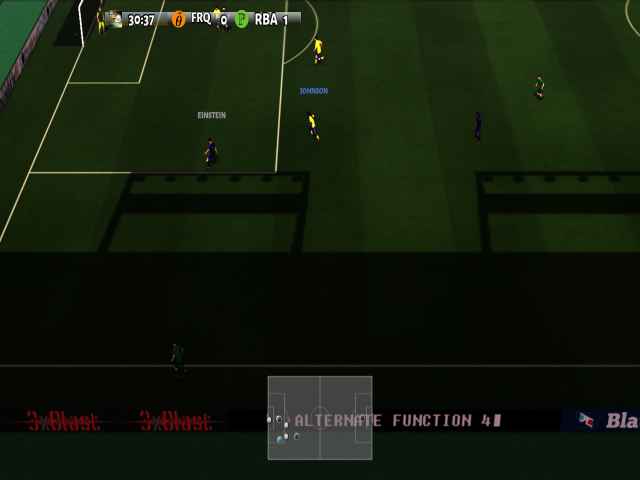 30:37 FRQ 0 RBA 1
JOHNSON
EINSTEIN
3xBlast 3xBlast ALTERNATE FUNCTION 4 Bla